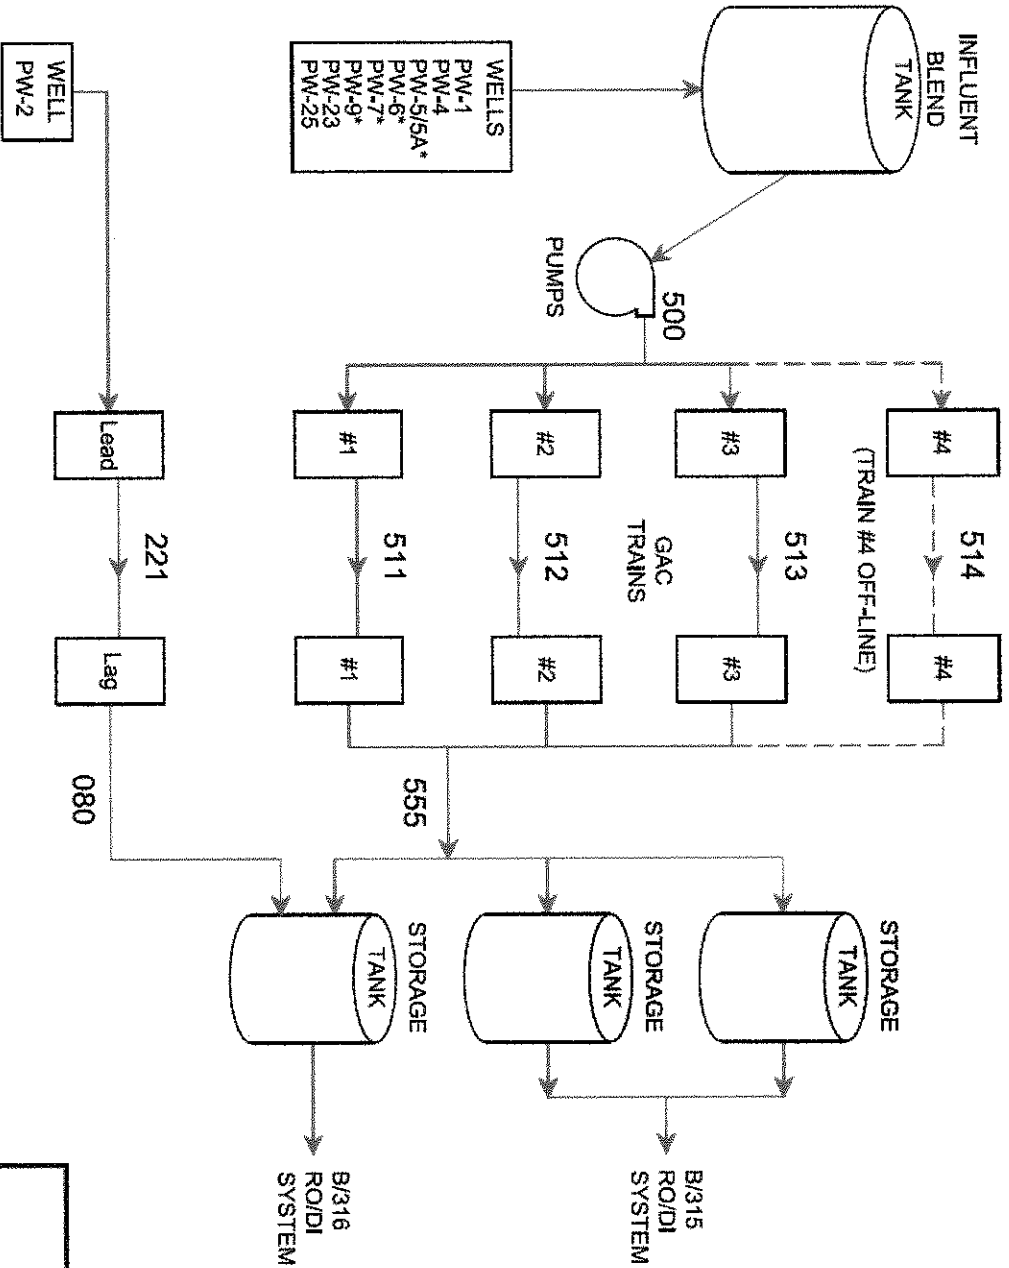 INFLUENT
BLEND
TANK
WELLS
PW-1
PW-4
PW-5/5A*
PW-6*
PW-7*
PW-9*
PW-23
PW-25
WELL
PW-2
500
PUMPS
#4
514
#4
(TRAIN #4 OFF-LINE)
#3
513
#3
GAC
TRAINS
#2
512
#2
#1
511
#1
Lead
221
Lag
555
080
STORAGE
TANK
STORAGE
TANK
STORAGE
TANK
B/315
RO/DI
SYSTEM
B/316
RO/DI
SYSTEM